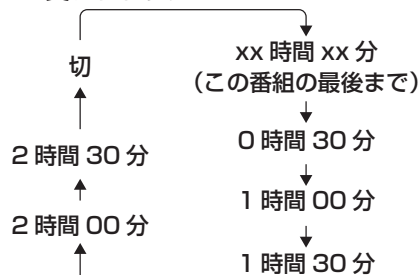 切
xx 時間 xx 分
(この番組の最後まで)
0 時間 30 分
1 時間 00 分
1 時間 30 分
2 時間 00 分
2 時間 30 分